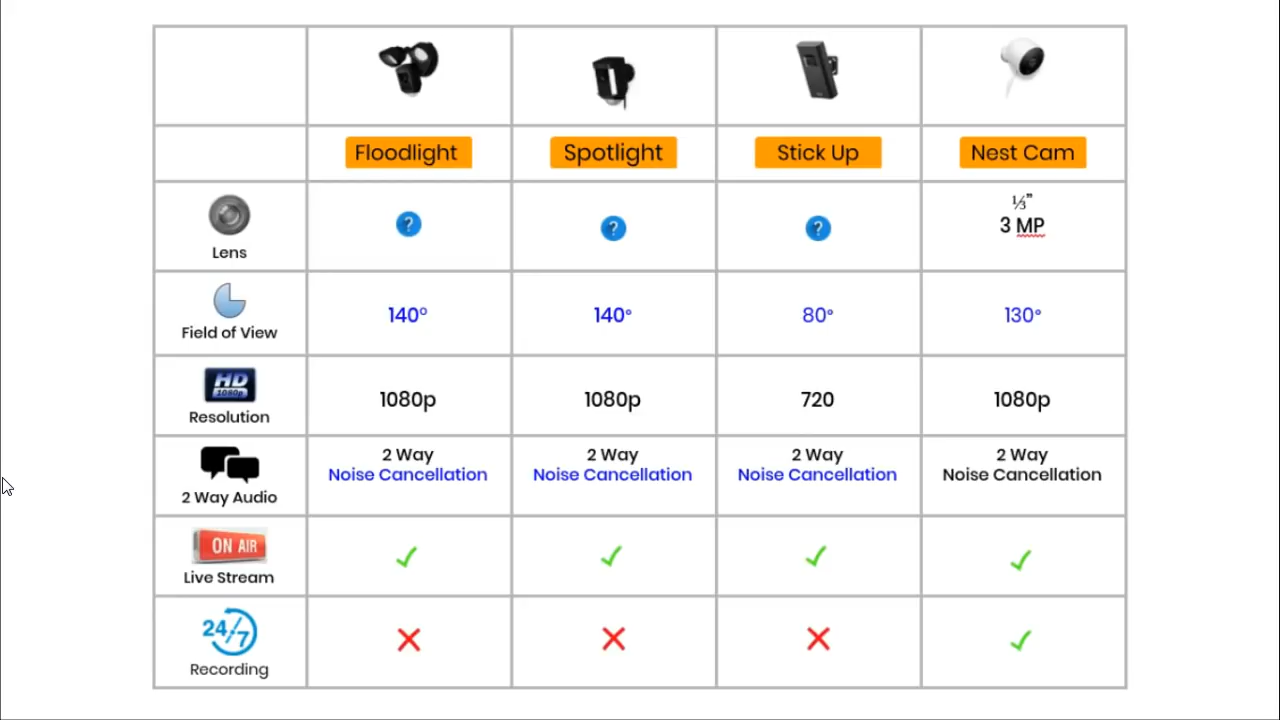 Floodlight
Spotlight
Stick Up
Nest Cam
Lens
?
?
?
⅓”
3 MP
Field of View
140°
140°
80°
130°
HD
1080p
Resolution
1080p
1080p
720
1080p
2 Way Audio
2 Way
Noise Cancellation
2 Way
Noise Cancellation
2 Way
Noise Cancellation
2 Way
Noise Cancellation
ON AIR
Live Stream
24/7
Recording